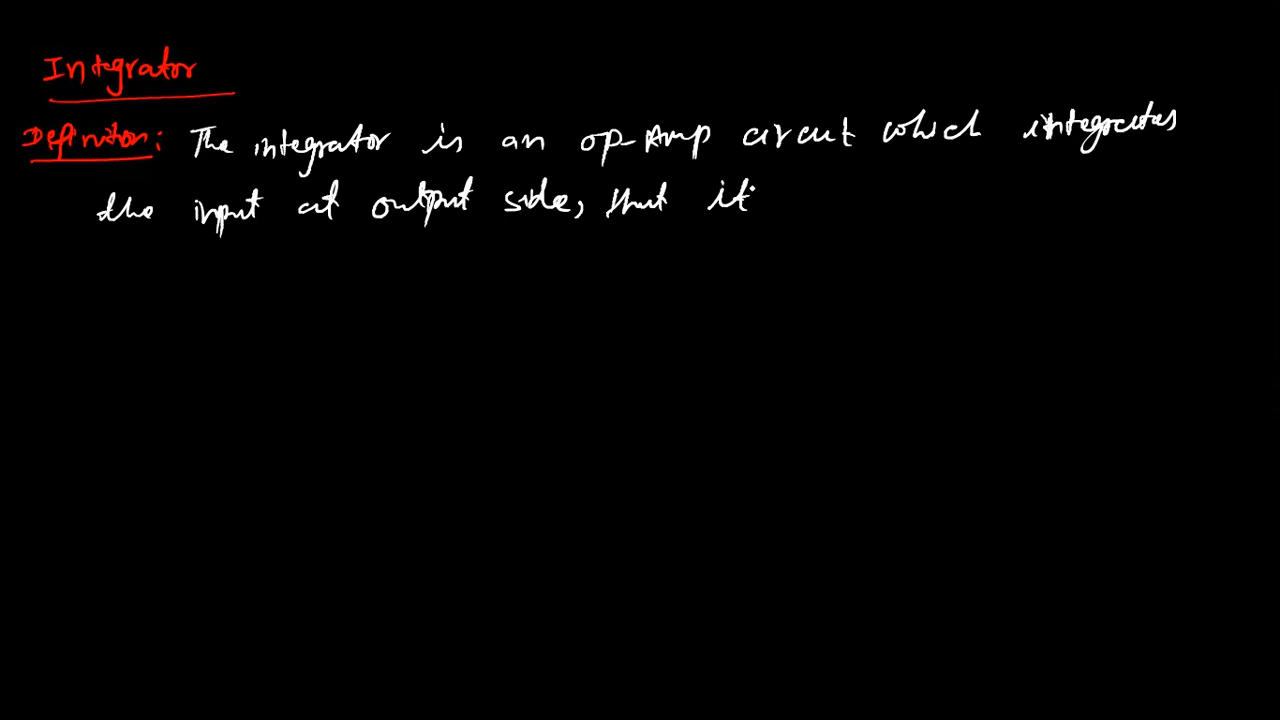 Integrator
Definition: The integrator is an op-Amp circuit which integrates
the input at output side, that it